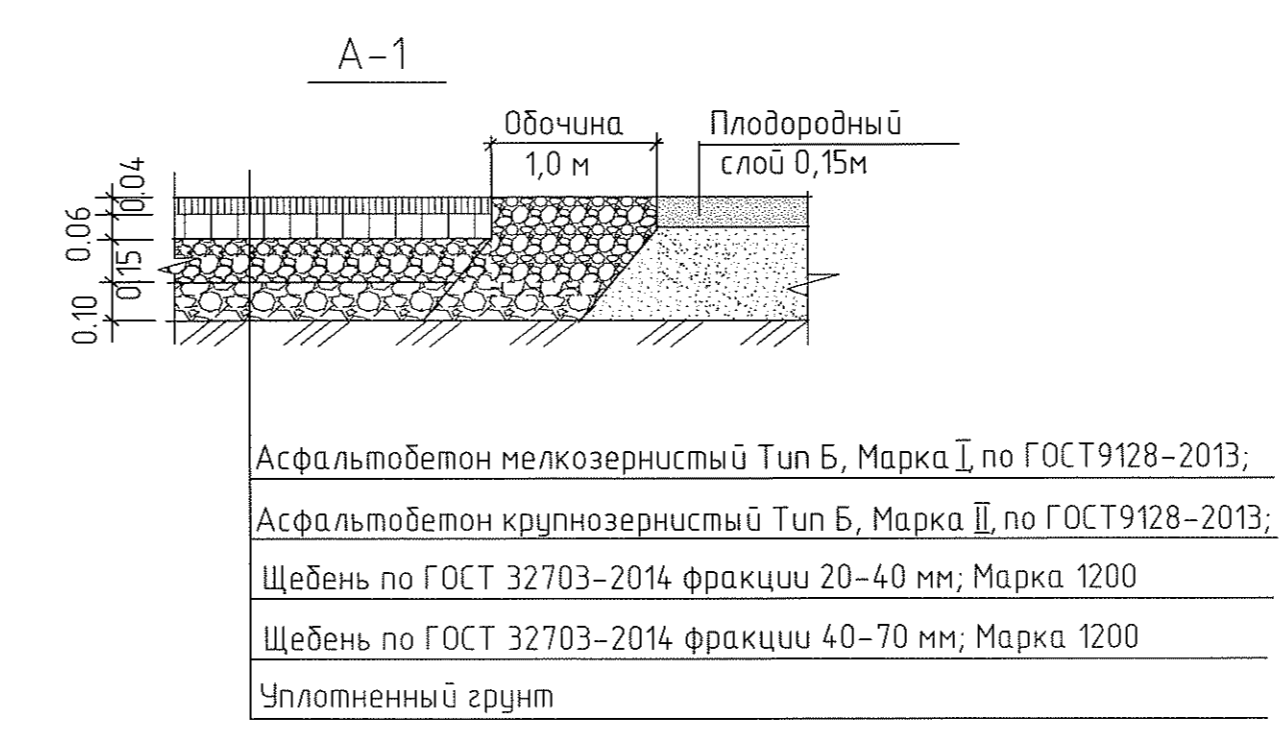 А-1
Обочина
1,0 м
Плодородный
слой 0,15м
0.04
0.06
0.15
0.10
Асфальтобетон мелкозернистый Тип Б, Марка I, по ГОСТ9128-2013;
Асфальтобетон крупнозернистый Тип Б, Марка II, по ГОСТ9128-2013;
Щебень по ГОСТ 32703-2014 фракции 20-40 мм; Марка 1200
Щебень по ГОСТ 32703-2014 фракции 40-70 мм; Марка 1200
Уплотненный грунт